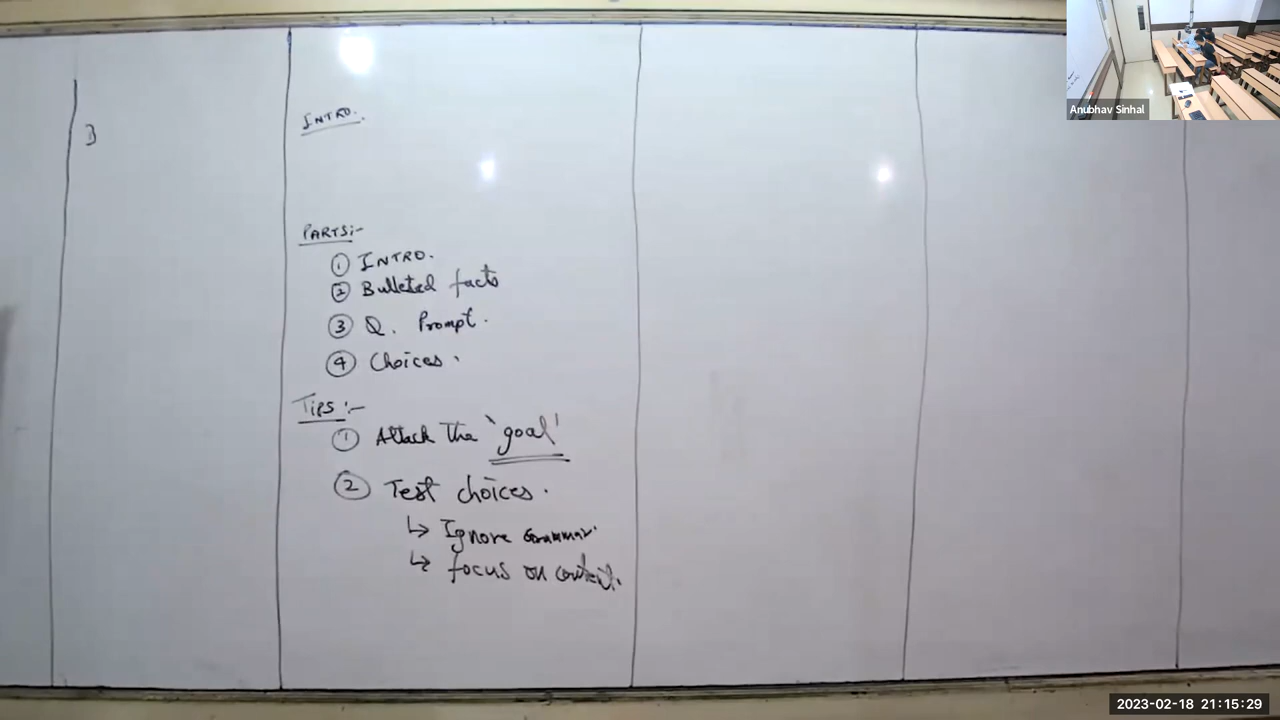 INTRO.
PARTS:-
① INTRO.
② Bulleted facts
③ Q. Prompt.
④ Choices.
Tips:-
① Attack the 'goal'
② Test choices.
↳ Ignore Grammar.
↳ focus on content.
Anubhav Sinhal
2023-02-18 21:15:29